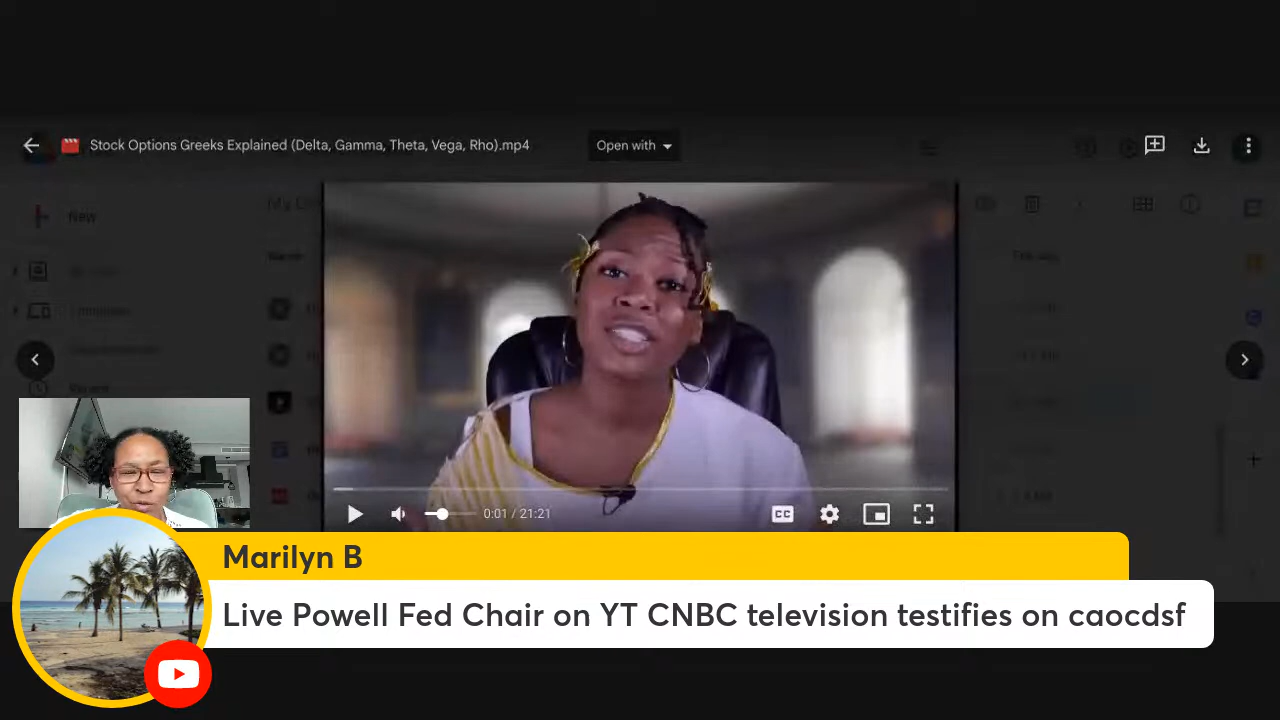 Stock Options Greeks Explained (Delta, Gamma, Theta, Vega, Rho).mp4
Open with
New
0:01 / 21:21
CC
Marilyn B
Live Powell Fed Chair on YT CNBC television testifies on caocdsf